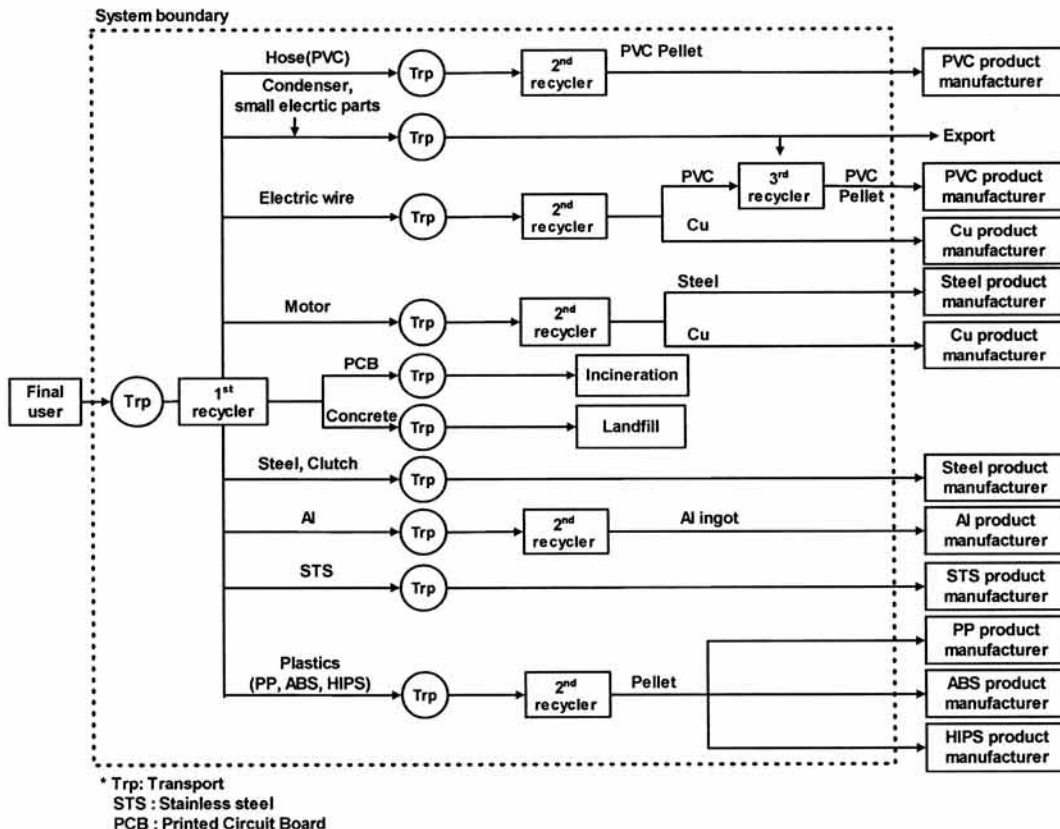 System boundary
Hose(PVC)
Trp
2nd
recycler
PVC Pellet
PVC product
manufacturer
Condenser,
small elecrtic parts
Trp
Export
Electric wire
Trp
2nd
recycler
PVC
3rd
recycler
PVC
Pellet
PVC product
manufacturer
Cu
Cu product
manufacturer
Motor
Trp
2nd
recycler
Steel
Steel product
manufacturer
Cu
Cu product
manufacturer
Final
user
Trp
1st
recycler
PCB
Trp
Incineration
Concrete
Trp
Landfill
Steel, Clutch
Trp
Steel product
manufacturer
Al
Trp
2nd
recycler
Al ingot
Al product
manufacturer
STS
Trp
STS product
manufacturer
Plastics
(PP, ABS, HIPS)
Trp
2nd
recycler
Pellet
PP product
manufacturer
ABS product
manufacturer
HIPS product
manufacturer
* Trp: Transport
STS : Stainless steel
PCB : Printed Circuit Board